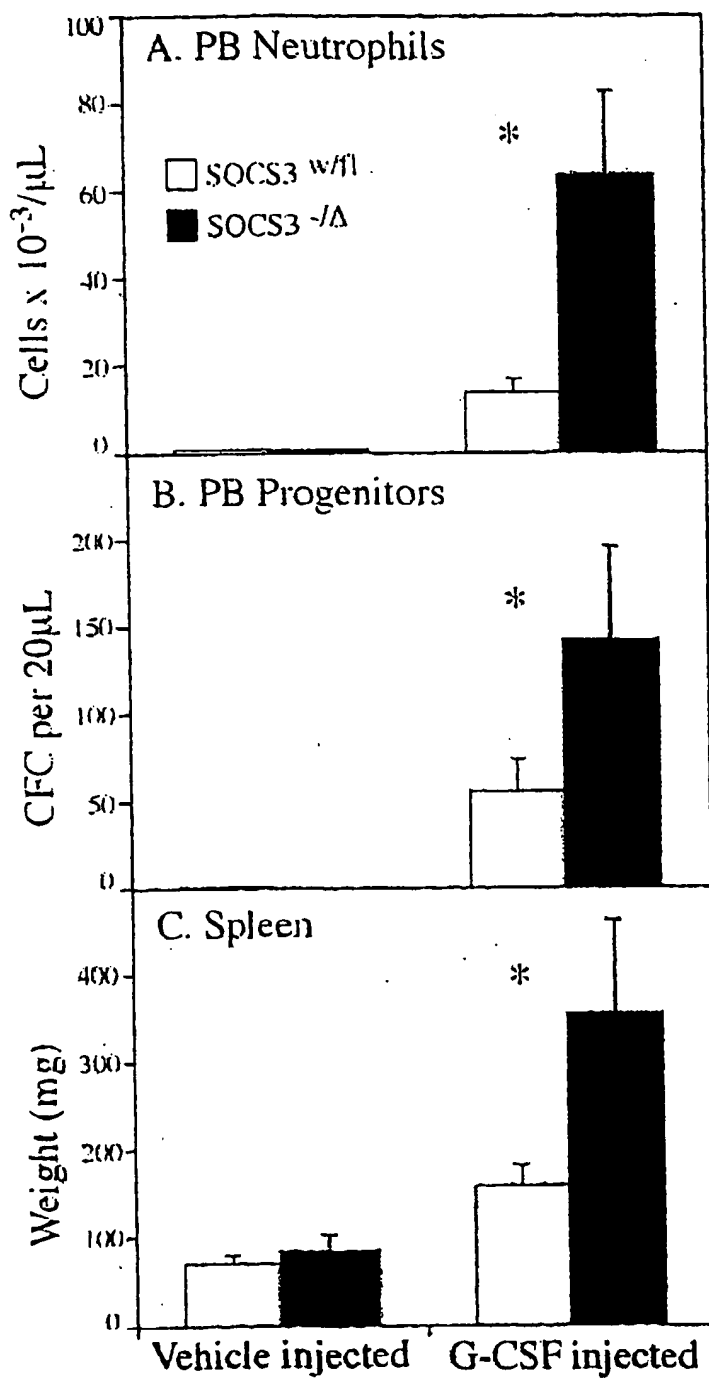 A. PB Neutrophils
Cells x 10⁻³/µL
100
80
60
40
20
0
SOCS3 w/fl
SOCS3 -/Δ
*
B. PB Progenitors
CFC per 20µL
200
150
100
50
0
*
C. Spleen
Weight (mg)
400
300
200
100
0
*
Vehicle injected
G-CSF injected